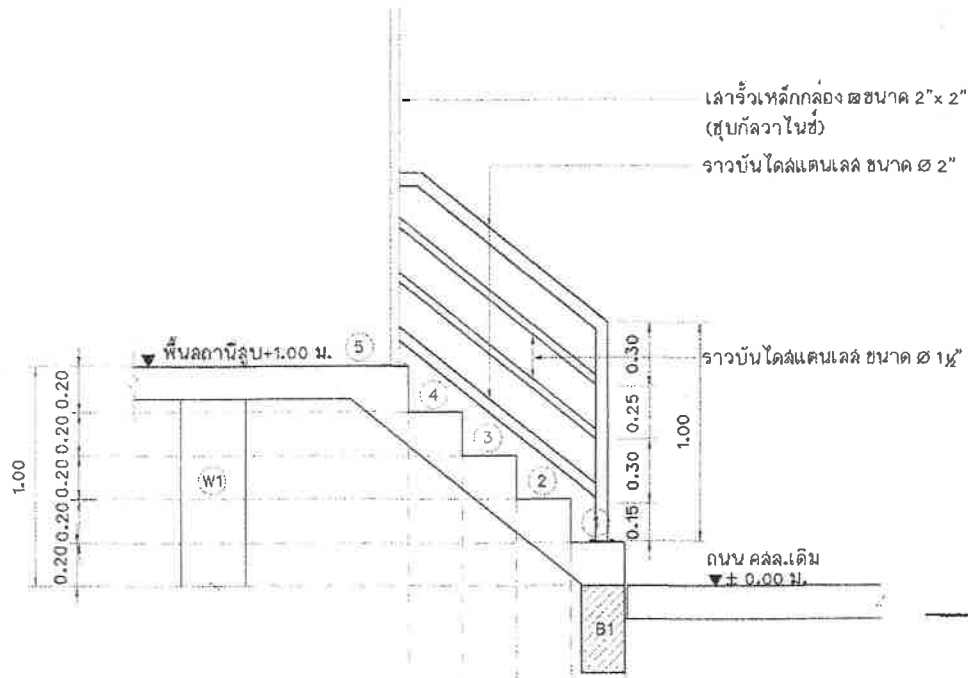 เสารั้วเหล็กกล่อง ขนาด 2"x 2"
(ชุบกัลวาไนซ์)
ราวบันไดสแตนเลส ขนาด Ø 2"
พื้นสถานีสูบ+1.00 ม.
5
ราวบันไดสแตนเลส ขนาด Ø 1½"
4
3
2
1
W1
B1
1.00
0.20
0.20
0.20
0.20
0.20
0.30
0.25
0.30
0.15
1.00
ถนน คสล.เดิม
± 0.00 ม.